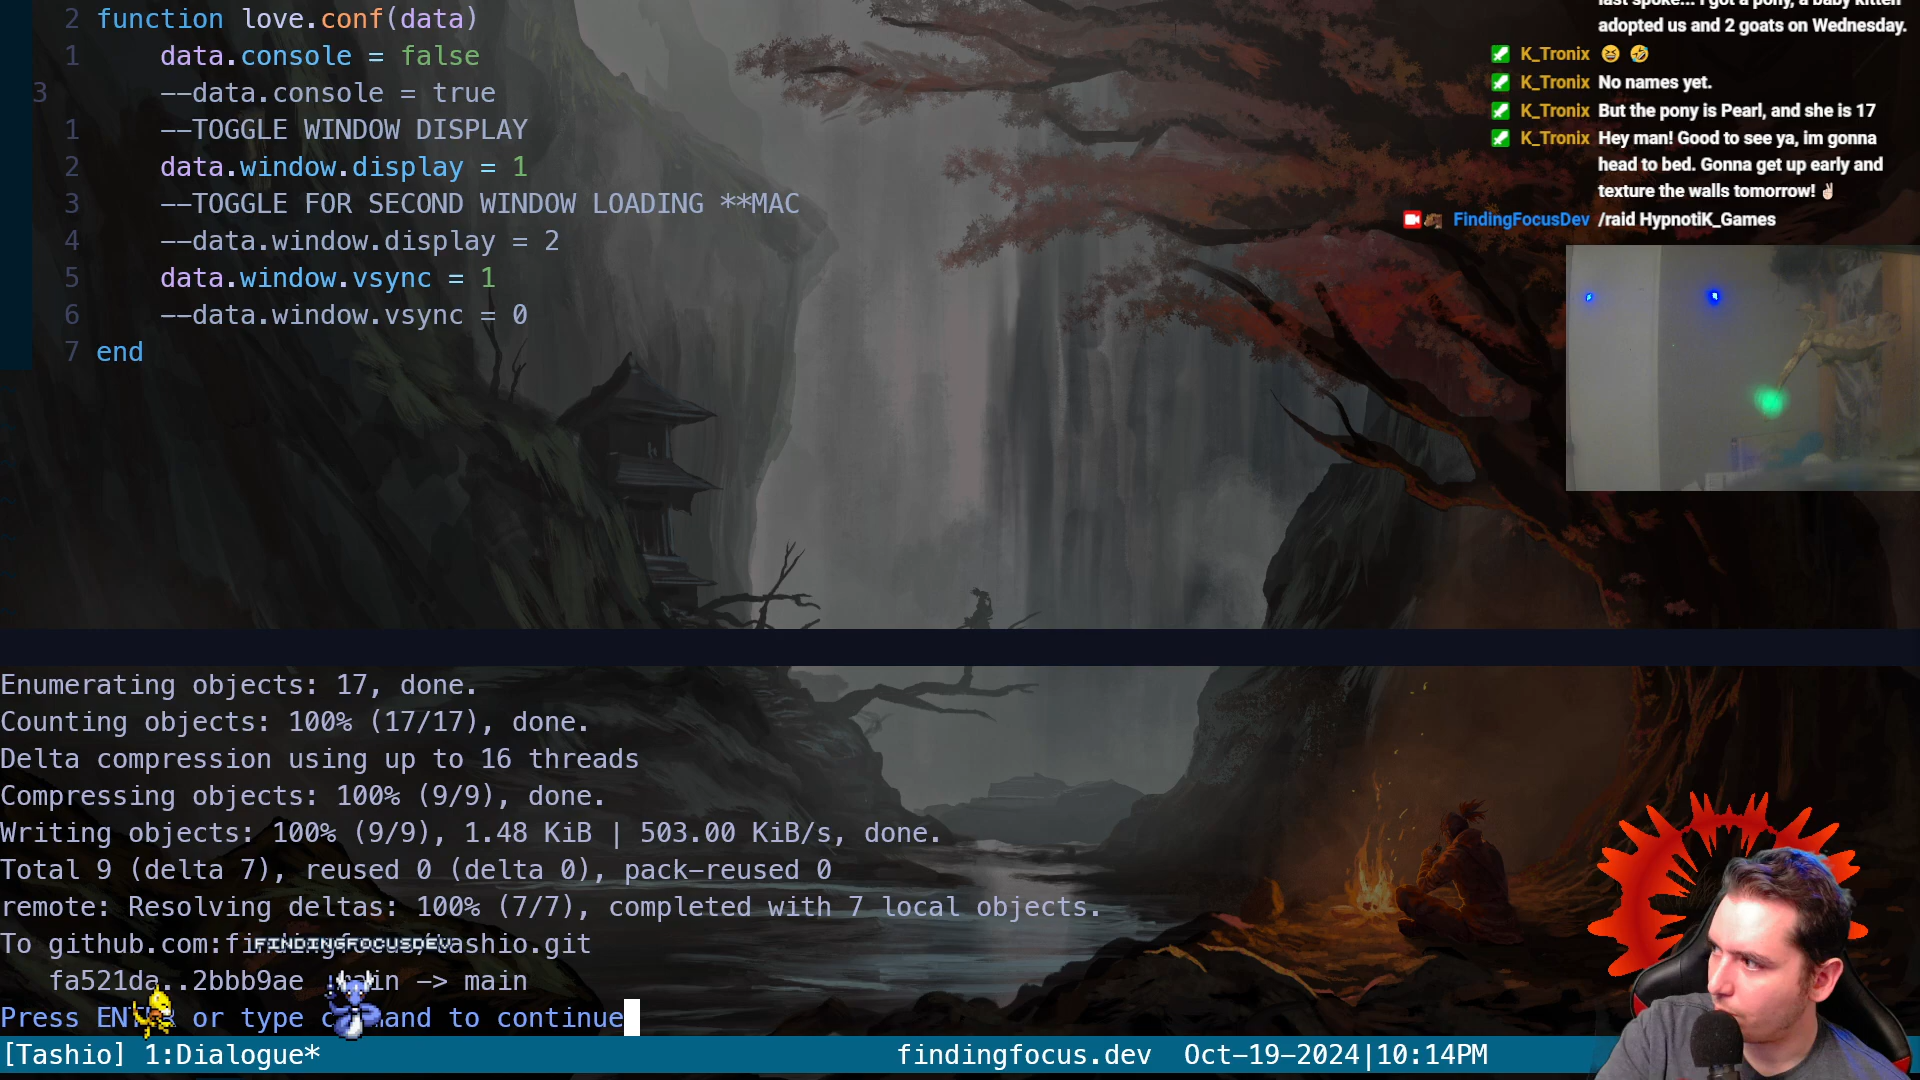 2 function love.conf(data)
1 data.console = false
3 --data.console = true
1 --TOGGLE WINDOW DISPLAY
2 data.window.display = 1
3 --TOGGLE FOR SECOND WINDOW LOADING **MAC
4 --data.window.display = 2
5 data.window.vsync = 1
6 --data.window.vsync = 0
7 end
adopted us and 2 goats on Wednesday.
K_Tronix 😆 🤣
K_Tronix No names yet.
K_Tronix But the pony is Pearl, and she is 17
K_Tronix Hey man! Good to see ya, im gonna
head to bed. Gonna get up early and
texture the walls tomorrow! ✌🏻
FindingFocusDev /raid HypnotiK_Games
Enumerating objects: 17, done.
Counting objects: 100% (17/17), done.
Delta compression using up to 16 threads
Compressing objects: 100% (9/9), done.
Writing objects: 100% (9/9), 1.48 KiB | 503.00 KiB/s, done.
Total 9 (delta 7), reused 0 (delta 0), pack-reused 0
remote: Resolving deltas: 100% (7/7), completed with 7 local objects.
To github.com:findingfocus/tashio.git
FINDINGFOCUSDEV
fa521da..2bbb9ae main -> main
Press ENTER or type command to continue
[Tashio] 1:Dialogue*
findingfocus.dev Oct-19-2024|10:14PM